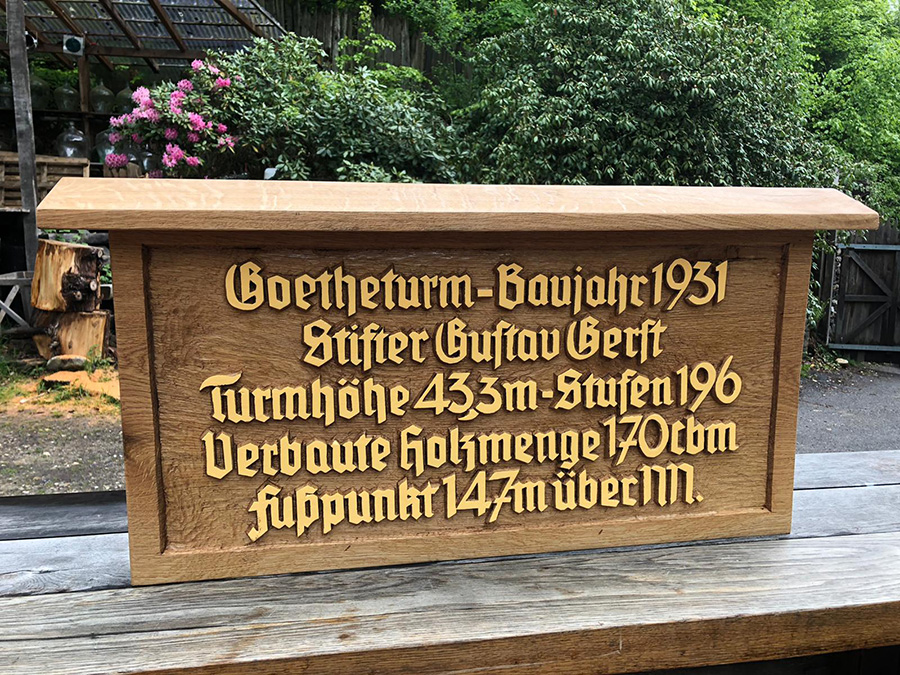 Goetheturm-Baujahr 1931
Stifter Gustav Gerst
Turmhöhe 43,3m-Stufen 196
Verbaute Holzmenge 170cbm
Fußpunkt 147m über M.